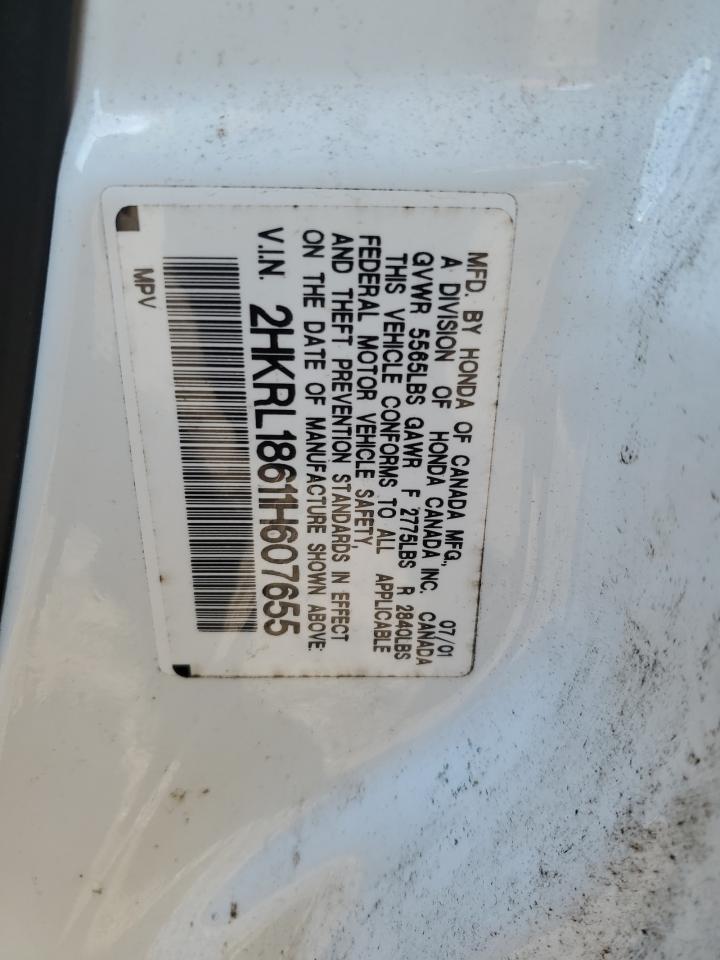 MFD. BY HONDA OF CANADA MFG., 07/01
A DIVISION OF HONDA CANADA INC. CANADA
GVWR 5565LBS GAWR F 2775LBS R 2840LBS
THIS VEHICLE CONFORMS TO ALL APPLICABLE
FEDERAL MOTOR VEHICLE SAFETY,
AND THEFT PREVENTION STANDARDS IN EFFECT
ON THE DATE OF MANUFACTURE SHOWN ABOVE.
V.I.N. 2HKRL18611H607655
MPV